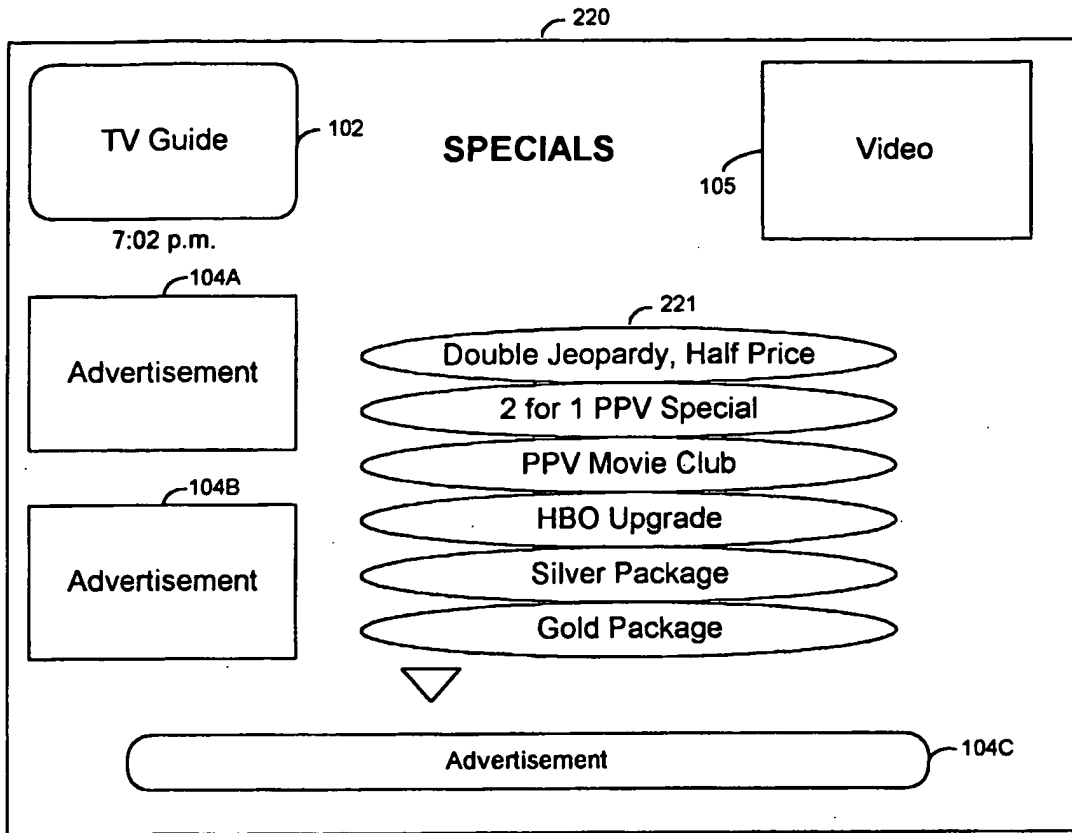 220
TV Guide
102
SPECIALS
105
Video
7:02 p.m.
104A
Advertisement
104B
Advertisement
221
Double Jeopardy, Half Price
2 for 1 PPV Special
PPV Movie Club
HBO Upgrade
Silver Package
Gold Package
Advertisement
104C